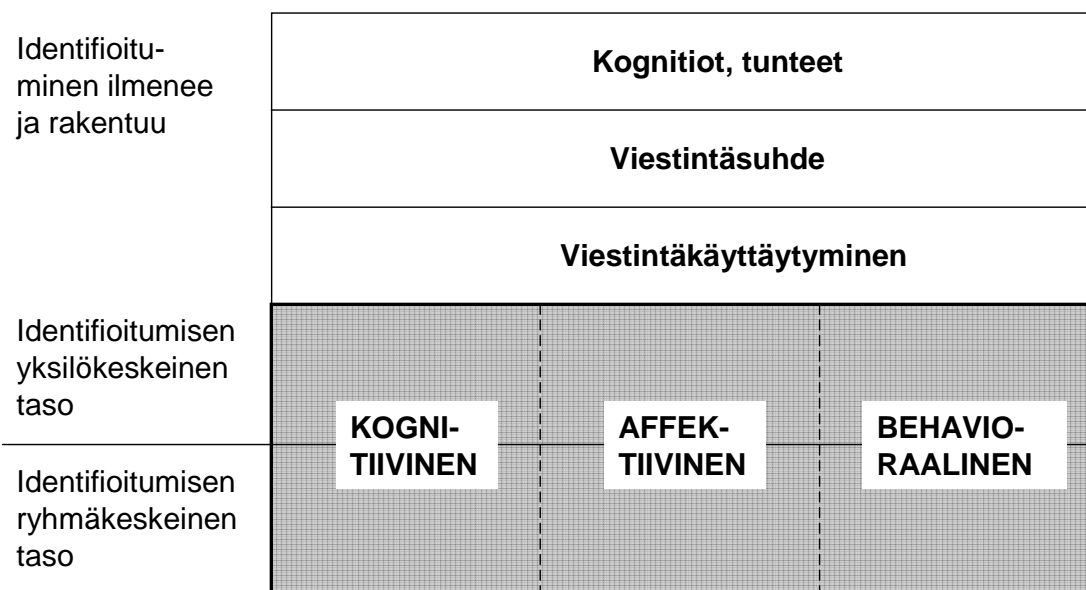 Identifioitu-
minen ilmenee
ja rakentuu
Kognitiot, tunteet
Viestintäsuhde
Viestintäkäyttäytyminen
Identifioitumisen
yksilökeskeinen
taso
KOGNI-
TIIVINEN
AFFEK-
TIIVINEN
BEHAVIO-
RAALINEN
Identifioitumisen
ryhmäkeskeinen
taso